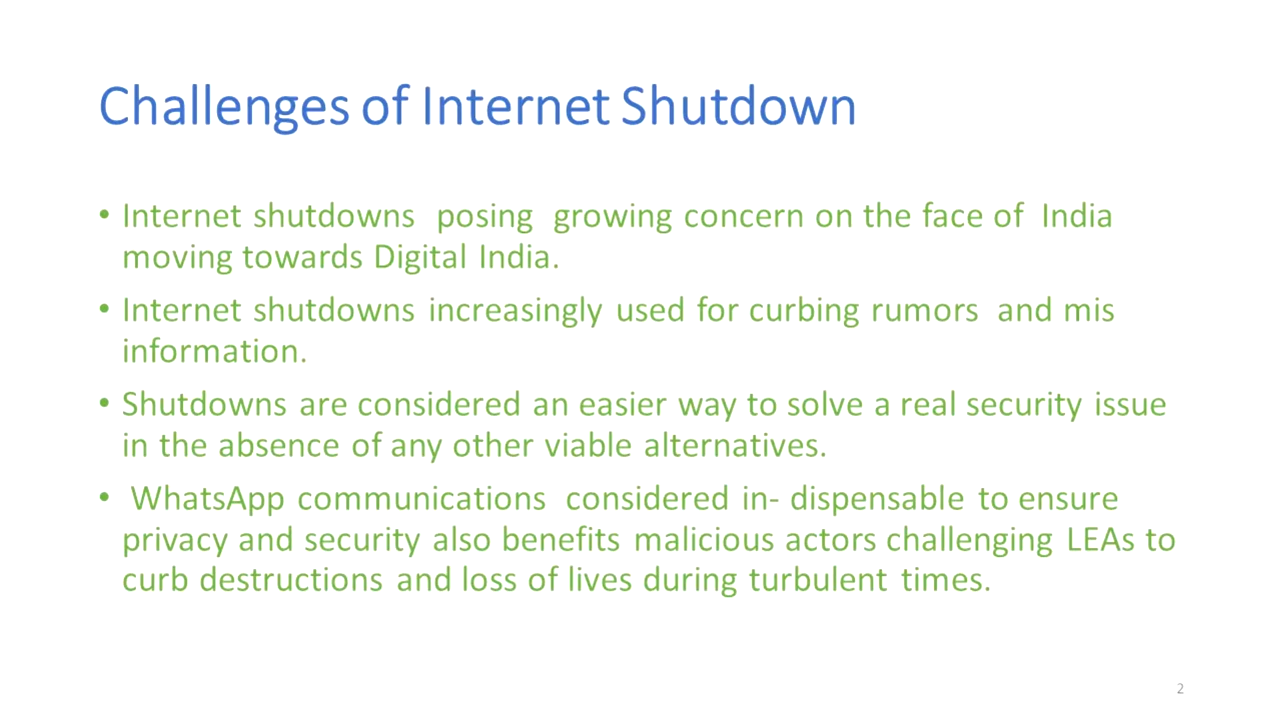 Challenges of Internet Shutdown
• Internet shutdowns posing growing concern on the face of India
moving towards Digital India.
• Internet shutdowns increasingly used for curbing rumors and mis
information.
• Shutdowns are considered an easier way to solve a real security issue
in the absence of any other viable alternatives.
• WhatsApp communications considered in- dispensable to ensure
privacy and security also benefits malicious actors challenging LEAs to
curb destructions and loss of lives during turbulent times.
2